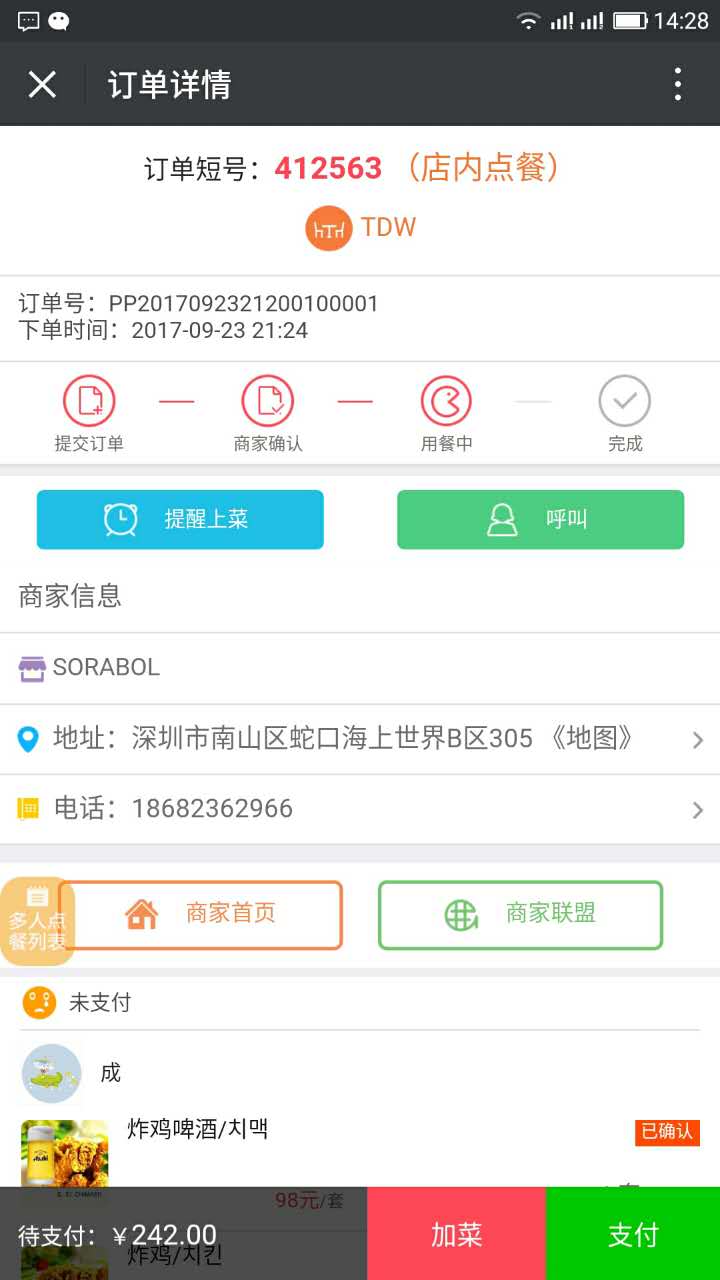 14:28
订单详情
订单短号：412563 （店内点餐）
TDW
订单号：PP2017092321200100001
下单时间：2017-09-23 21:24
提交订单 商家确认 用餐中 完成
提醒上菜 呼叫
商家信息
SORABOL
地址：深圳市南山区蛇口海上世界B区305 《地图》
电话：18682362966
多人点
餐列表
商家首页 商家联盟
未支付
成
炸鸡啤酒/치맥 已确认
98元/套
待支付：￥242.00 加菜 支付
炸鸡/치킨